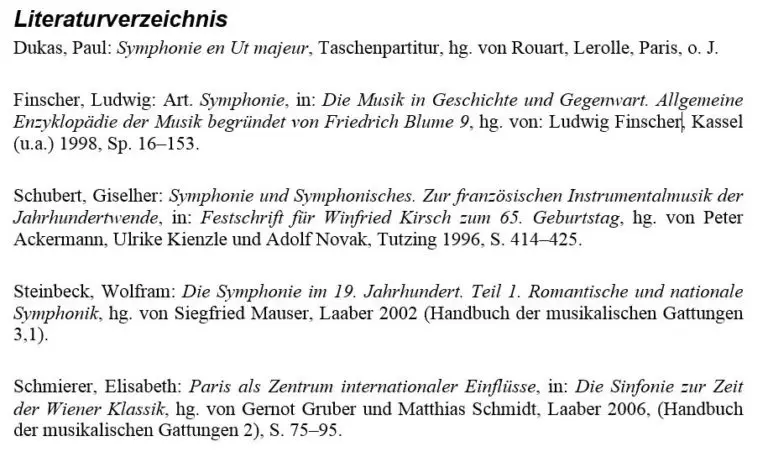 Literaturverzeichnis
Dukas, Paul: Symphonie en Ut majeur, Taschenpartitur, hg. von Rouart, Lerolle, Paris, o. J.
Finscher, Ludwig: Art. Symphonie, in: Die Musik in Geschichte und Gegenwart. Allgemeine
Enzyklopädie der Musik begründet von Friedrich Blume 9, hg. von: Ludwig Finscher, Kassel
(u.a.) 1998, Sp. 16–153.
Schubert, Giselher: Symphonie und Symphonisches. Zur französischen Instrumentalmusik der
Jahrhundertwende, in: Festschrift für Winfried Kirsch zum 65. Geburtstag, hg. von Peter
Ackermann, Ulrike Kienzle und Adolf Novak, Tutzing 1996, S. 414–425.
Steinbeck, Wolfram: Die Symphonie im 19. Jahrhundert. Teil 1. Romantische und nationale
Symphonik, hg. von Siegfried Mauser, Laaber 2002 (Handbuch der musikalischen Gattungen
3,1).
Schmierer, Elisabeth: Paris als Zentrum internationaler Einflüsse, in: Die Sinfonie zur Zeit
der Wiener Klassik, hg. von Gernot Gruber und Matthias Schmidt, Laaber 2006, (Handbuch
der musikalischen Gattungen 2), S. 75–95.